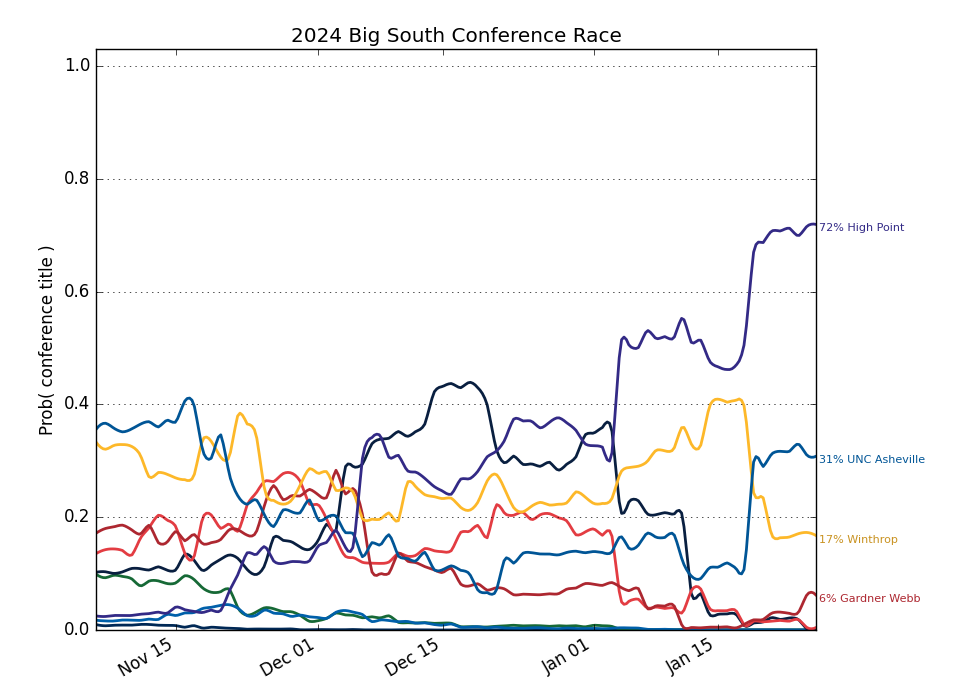 2024 Big South Conference Race
Prob( conference title )
1.0
0.8
0.6
0.4
0.2
0.0
Nov 15
Dec 01
Dec 15
Jan 01
Jan 15
72% High Point
31% UNC Asheville
17% Winthrop
6% Gardner Webb